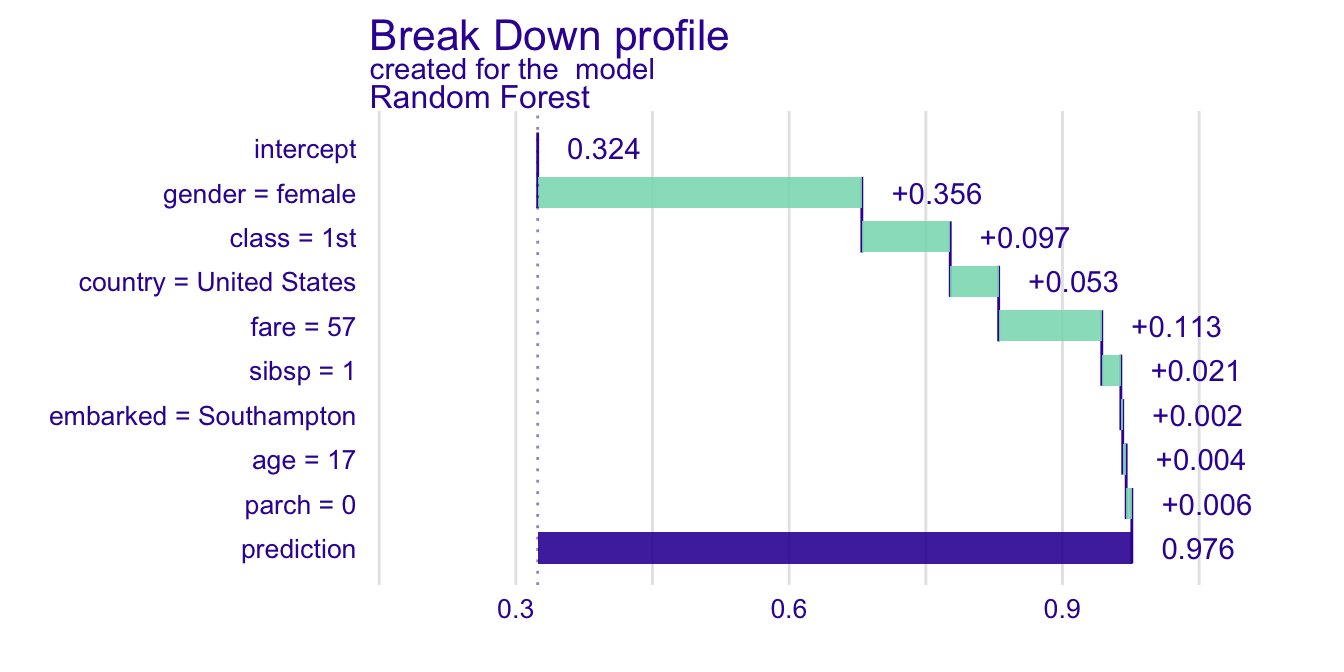 Break Down profile
created for the  model
Random Forest
intercept 0.324
gender = female +0.356
class = 1st +0.097
country = United States +0.053
fare = 57 +0.113
sibsp = 1 +0.021
embarked = Southampton +0.002
age = 17 +0.004
parch = 0 +0.006
prediction 0.976
0.3 0.6 0.9